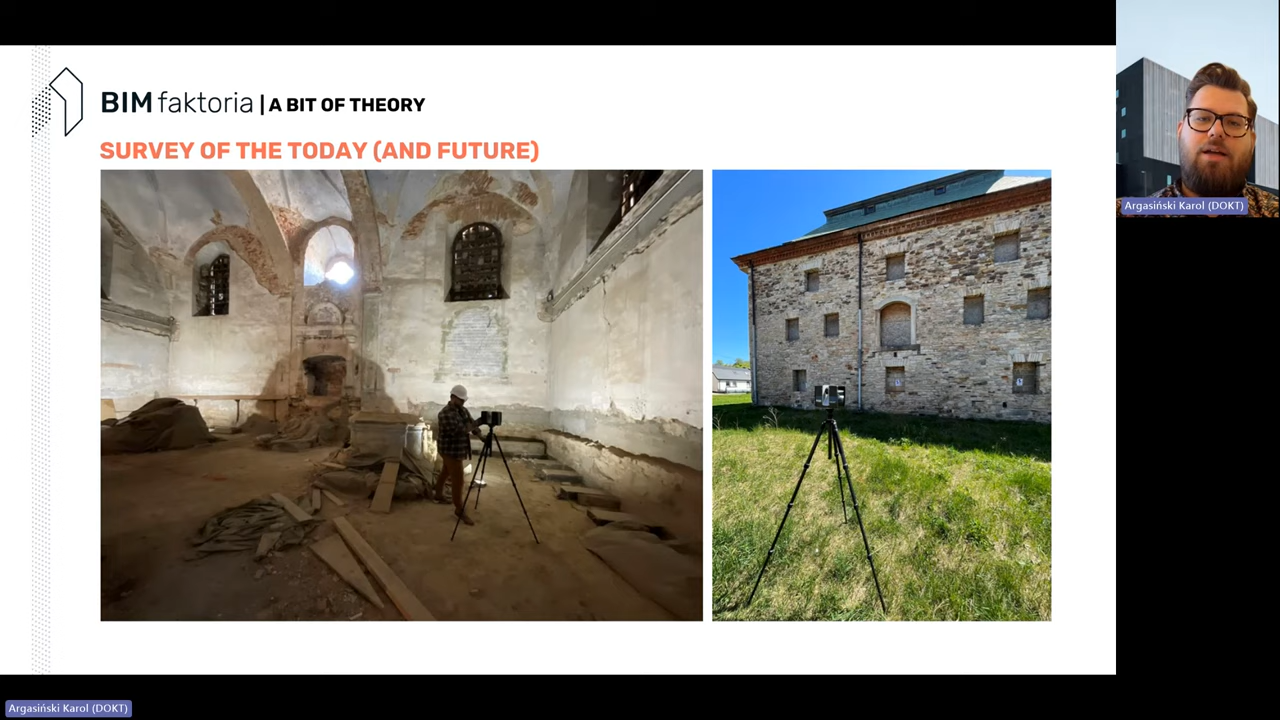 BIM faktoria | A BIT OF THEORY
SURVEY OF THE TODAY (AND FUTURE)
Argasiński Karol (DOKT)
Argasiński Karol (DOKT)